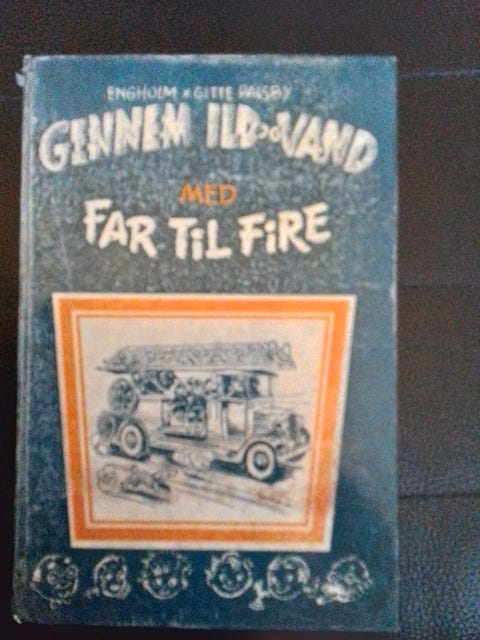 ENGHOLM x GITTE PALSBY
GENNEM ILD OG VAND
MED
FAR TIL FIRE